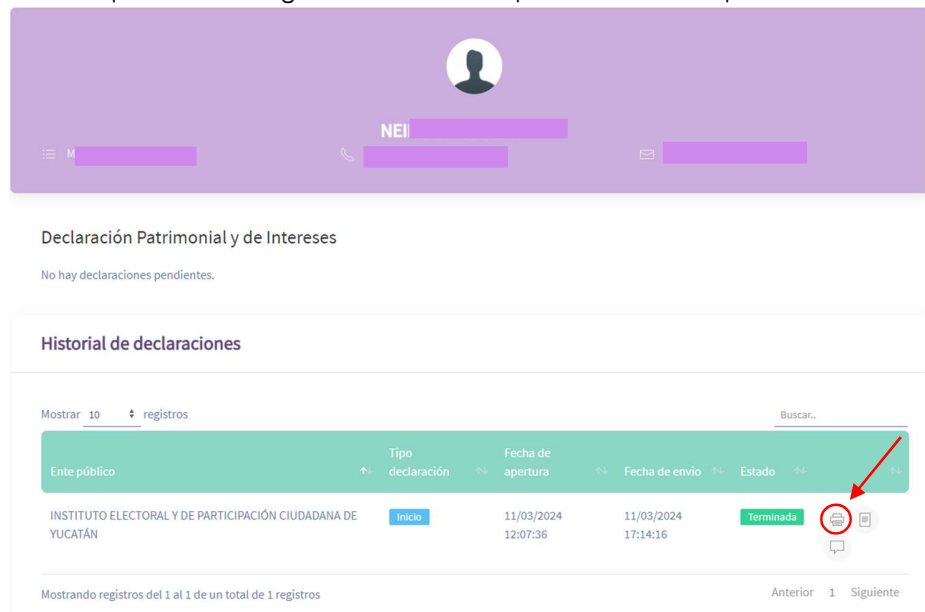 NEI
M
Declaración Patrimonial y de Intereses
No hay declaraciones pendientes.
Historial de declaraciones
Mostrar 10 registros
Buscar..
Ente público Tipo declaración Fecha de apertura Fecha de envio Estado
INSTITUTO ELECTORAL Y DE PARTICIPACIÓN CIUDADANA DE YUCATÁN Inicio 11/03/2024 12:07:36 11/03/2024 17:14:16 Terminada
Mostrando registros del 1 al 1 de un total de 1 registros
Anterior 1 Siguiente